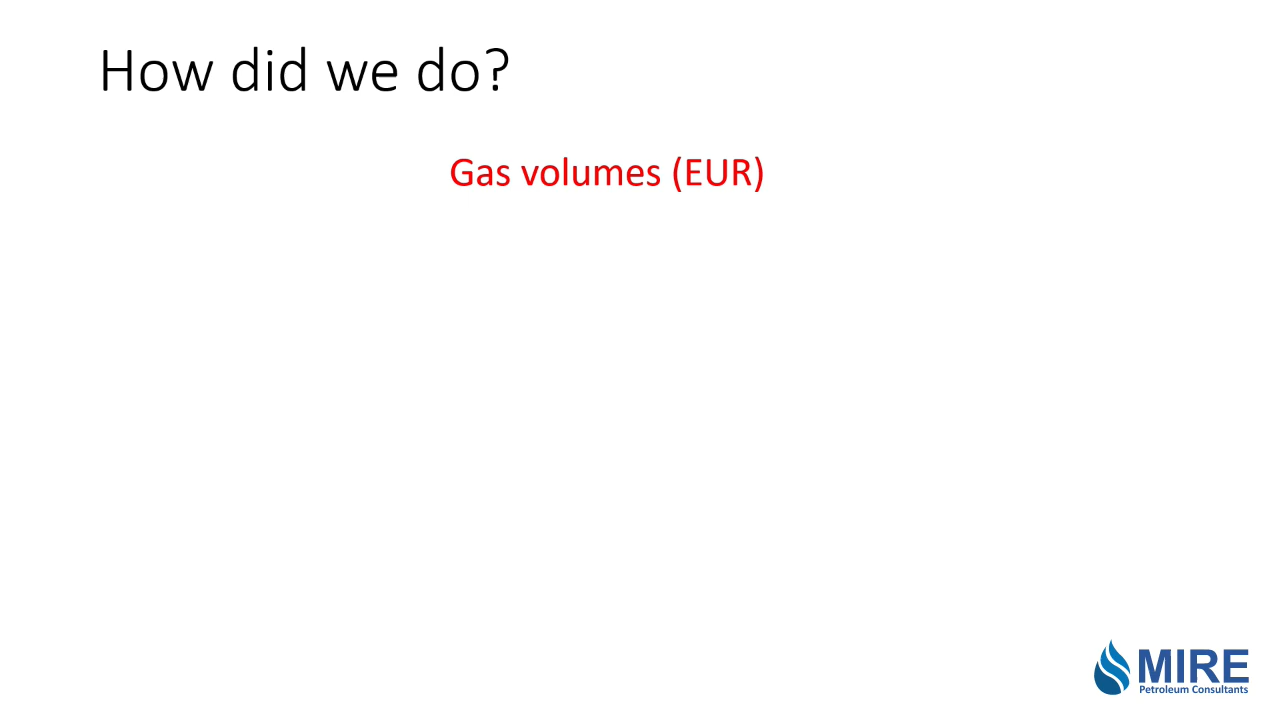 How did we do?
Gas volumes (EUR)
MIRE
Petroleum Consultants